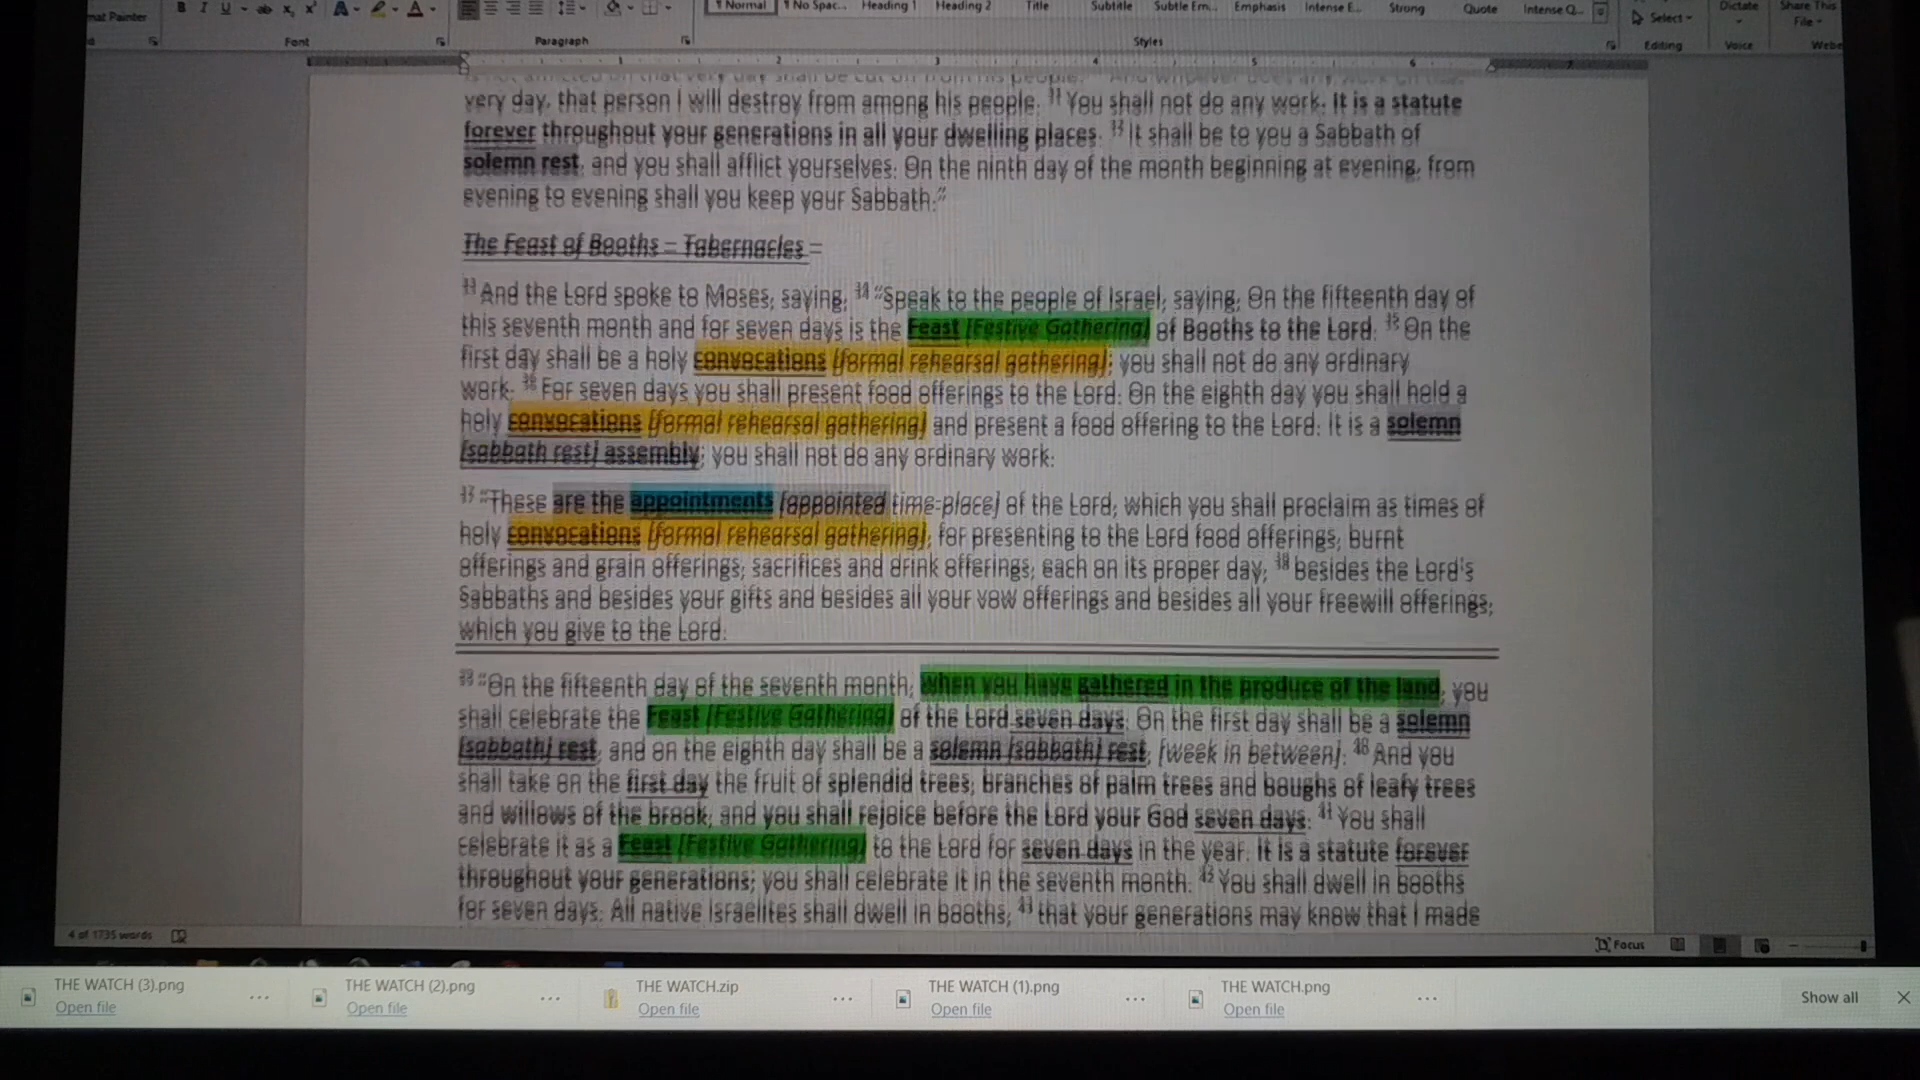 mat Painter
B I U ab x x A A
Normal No Spac... Heading 1 Heading 2 Title Subtitle Subtle Em... Emphasis Intense E... Strong Quote Intense Q...
Select
Dictate
Share This
File
Font
Paragraph
Styles
Editing
Voice
Webe
1 2 3 4 5 6 7
very day, that person I will destroy from among his people. 31 You shall not do any work. It is a statute
forever throughout your generations in all your dwelling places. 32 It shall be to you a Sabbath of
solemn rest, and you shall afflict yourselves. On the ninth day of the month beginning at evening, from
evening to evening shall you keep your Sabbath."
The Feast of Booths – Tabernacles –
33 And the Lord spoke to Moses, saying, 34 "Speak to the people of Israel, saying, On the fifteenth day of
this seventh month and for seven days is the Feast [Festive Gathering] of Booths to the Lord. 35 On the
first day shall be a holy convocations [formal rehearsal gathering]; you shall not do any ordinary
work. 36 For seven days you shall present food offerings to the Lord. On the eighth day you shall hold a
holy convocations [formal rehearsal gathering] and present a food offering to the Lord. It is a solemn
[sabbath rest] assembly; you shall not do any ordinary work.
37 "These are the appointments [appointed time-place] of the Lord, which you shall proclaim as times of
holy convocations [formal rehearsal gathering], for presenting to the Lord food offerings, burnt
offerings and grain offerings, sacrifices and drink offerings, each on its proper day, 38 besides the Lord's
Sabbaths and besides your gifts and besides all your vow offerings and besides all your freewill offerings,
which you give to the Lord.
39 "On the fifteenth day of the seventh month, when you have gathered in the produce of the land, you
shall celebrate the Feast [Festive Gathering] of the Lord seven days. On the first day shall be a solemn
[sabbath] rest, and on the eighth day shall be a solemn [sabbath] rest, [week in between]. 40 And you
shall take on the first day the fruit of splendid trees, branches of palm trees and boughs of leafy trees
and willows of the brook, and you shall rejoice before the Lord your God seven days. 41 You shall
celebrate it as a Feast [Festive Gathering] to the Lord for seven days in the year. It is a statute forever
throughout your generations; you shall celebrate it in the seventh month. 42 You shall dwell in booths
for seven days. All native Israelites shall dwell in booths, 43 that your generations may know that I made
4 of 1735 words
Focus
THE WATCH (3).png
Open file
THE WATCH (2).png
Open file
THE WATCH.zip
Open file
THE WATCH (1).png
Open file
THE WATCH.png
Open file
Show all